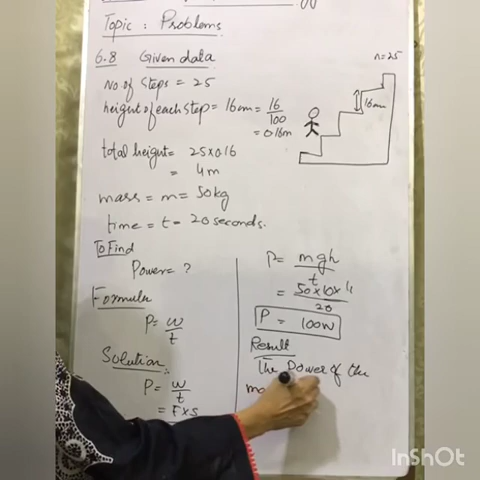 Topic : Problems
6.8 Given data
No of Steps = 25
height of each step = 16cm = 16/100
= 0.16m
total height = 25x0.16
= 4m
mass = m = 50kg
time = t = 20 seconds.
n=25
16cm
To Find
Power = ?
Formula
P = w/t
Solution:
P = w/t
= F x S
P = mgh/t
= 50x10x4/20
P = 100W
Result
The Power of the
ma
InShOt